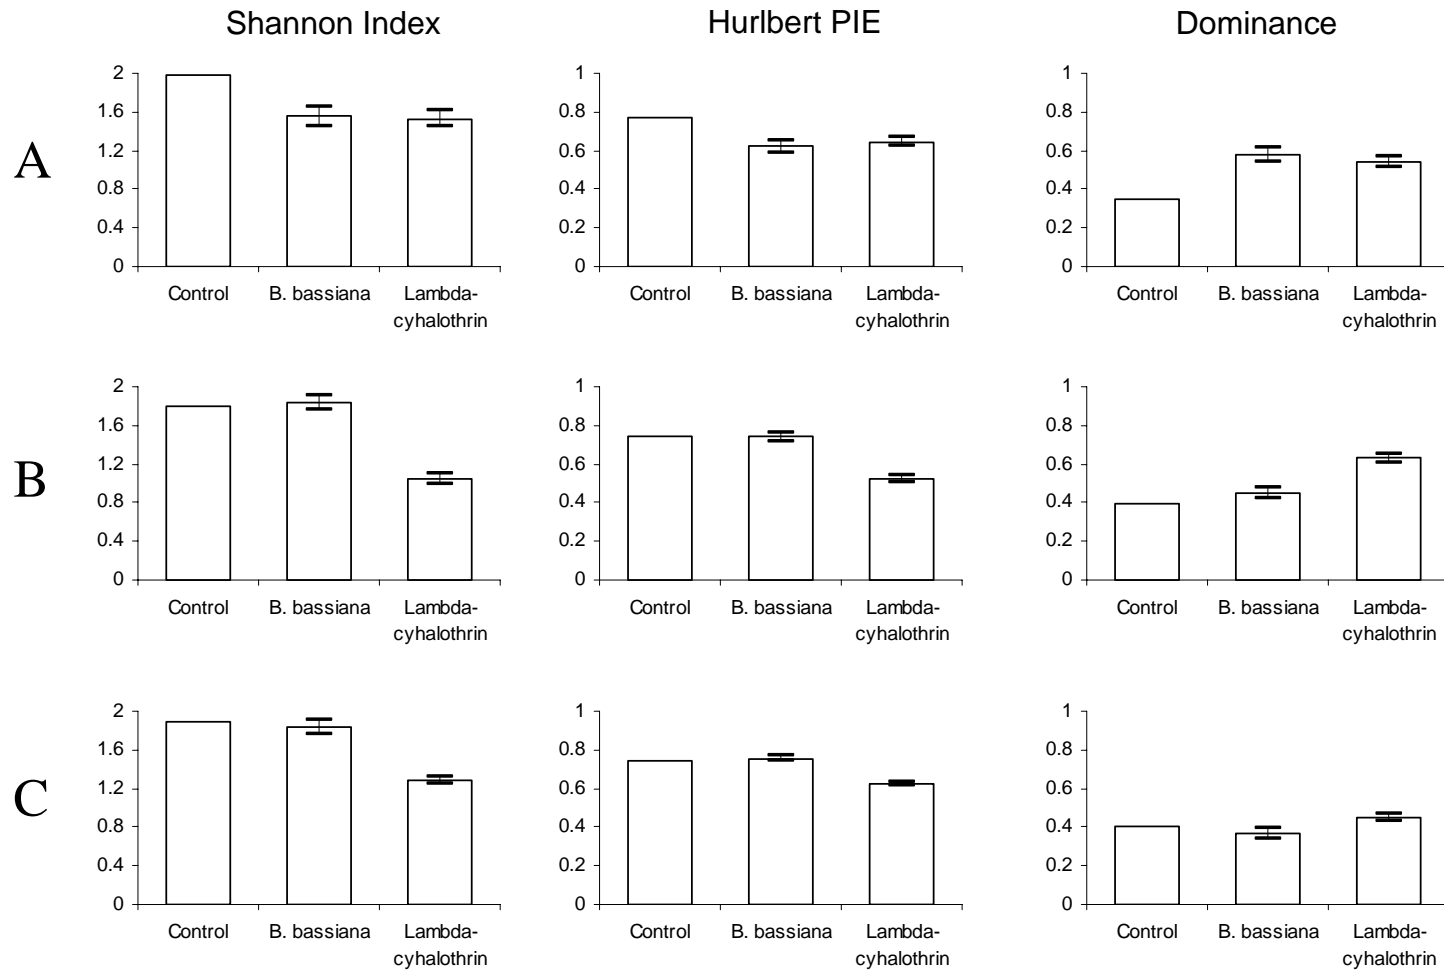 Shannon Index Hurlbert PIE Dominance
A
2 1 1
1.6 0.8 0.8
1.2 0.6 0.6
0.8 0.4 0.4
0.4 0.2 0.2
0 0 0
Control B. bassiana Lambda- Control B. bassiana Lambda- Control B. bassiana Lambda-
cyhalothrin cyhalothrin cyhalothrin
B
2 1 1
1.6 0.8 0.8
1.2 0.6 0.6
0.8 0.4 0.4
0.4 0.2 0.2
0 0 0
Control B. bassiana Lambda- Control B. bassiana Lambda- Control B. bassiana Lambda-
cyhalothrin cyhalothrin cyhalothrin
C
2 1 1
1.6 0.8 0.8
1.2 0.6 0.6
0.8 0.4 0.4
0.4 0.2 0.2
0 0 0
Control B. bassiana Lambda- Control B. bassiana Lambda- Control B. bassiana Lambda-
cyhalothrin cyhalothrin cyhalothrin